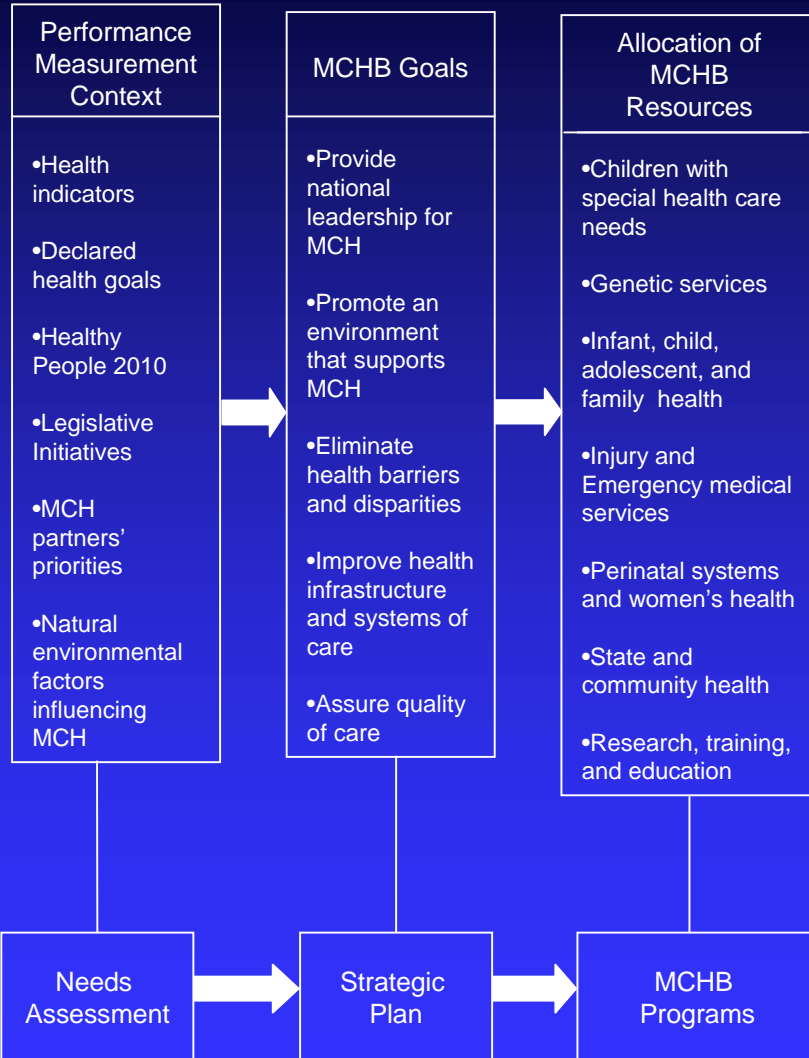 Performance
Measurement
Context
•Health
indicators
•Declared
health goals
•Healthy
People 2010
•Legislative
Initiatives
•MCH
partners’
priorities
•Natural
environmental
factors
influencing
MCH
MCHB Goals
•Provide
national
leadership for
MCH
•Promote an
environment
that supports
MCH
•Eliminate
health barriers
and disparities
•Improve health
infrastructure
and systems of
care
•Assure quality
of care
Allocation of
MCHB
Resources
•Children with
special health care
needs
•Genetic services
•Infant, child,
adolescent, and
family health
•Injury and
Emergency medical
services
•Perinatal systems
and women’s health
•State and
community health
•Research, training,
and education
Needs
Assessment
Strategic
Plan
MCHB
Programs